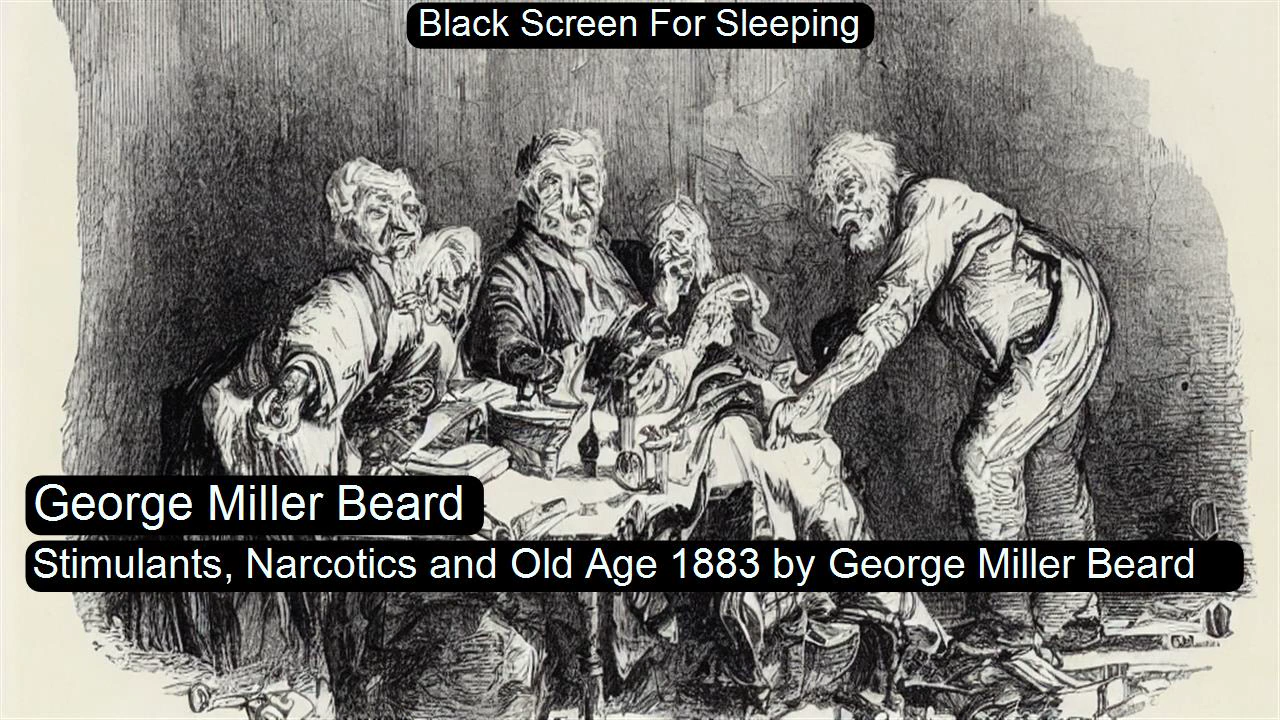 Black Screen For Sleeping
George Miller Beard
Stimulants, Narcotics and Old Age 1883 by George Miller Beard